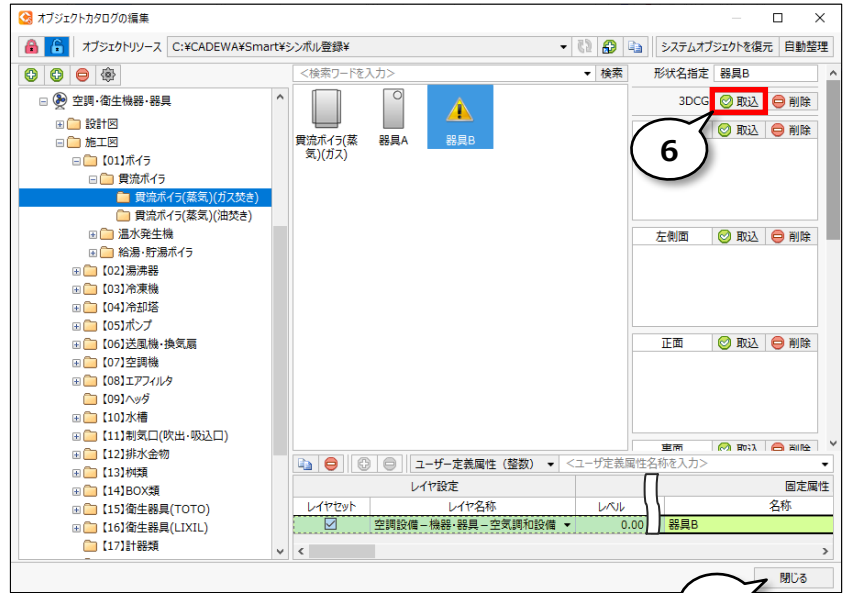 オブジェクトカタログの編集
オブジェクトリソース C:¥CADEWA¥Smart¥シンボル登録¥ システムオブジェクトを復元 自動整理
<検索ワードを入力> 検索 形状名指定 器具B
空調・衛生機器・器具
設計図
施工図
【01】ボイラ
貫流ボイラ
貫流ボイラ(蒸気)(ガス焚き)
貫流ボイラ(蒸気)(油焚き)
温水発生機
給湯・貯湯ボイラ
【02】湯沸器
【03】冷凍機
【04】冷却塔
【05】ポンプ
【06】送風機・換気扇
【07】空調機
【08】エアフィルタ
【09】ヘッダ
【10】水槽
【11】制気口(吹出・吸込口)
【12】排水金物
【13】桝類
【14】BOX類
【15】衛生器具(TOTO)
【16】衛生器具(LIXIL)
【17】計器類
貫流ボイラ(蒸
気)(ガス)
器具A
器具B
3DCG 取込 削除
6
取込 削除
左側面 取込 削除
正面 取込 削除
裏面 取込 削除
ユーザー定義属性（整数） <ユーザ定義属性名称を入力>
レイヤ設定 固定属性
レイヤセット レイヤ名称 レベル 名称
空調設備－機器・器具－空気調和設備 0.00 器具B
閉じる